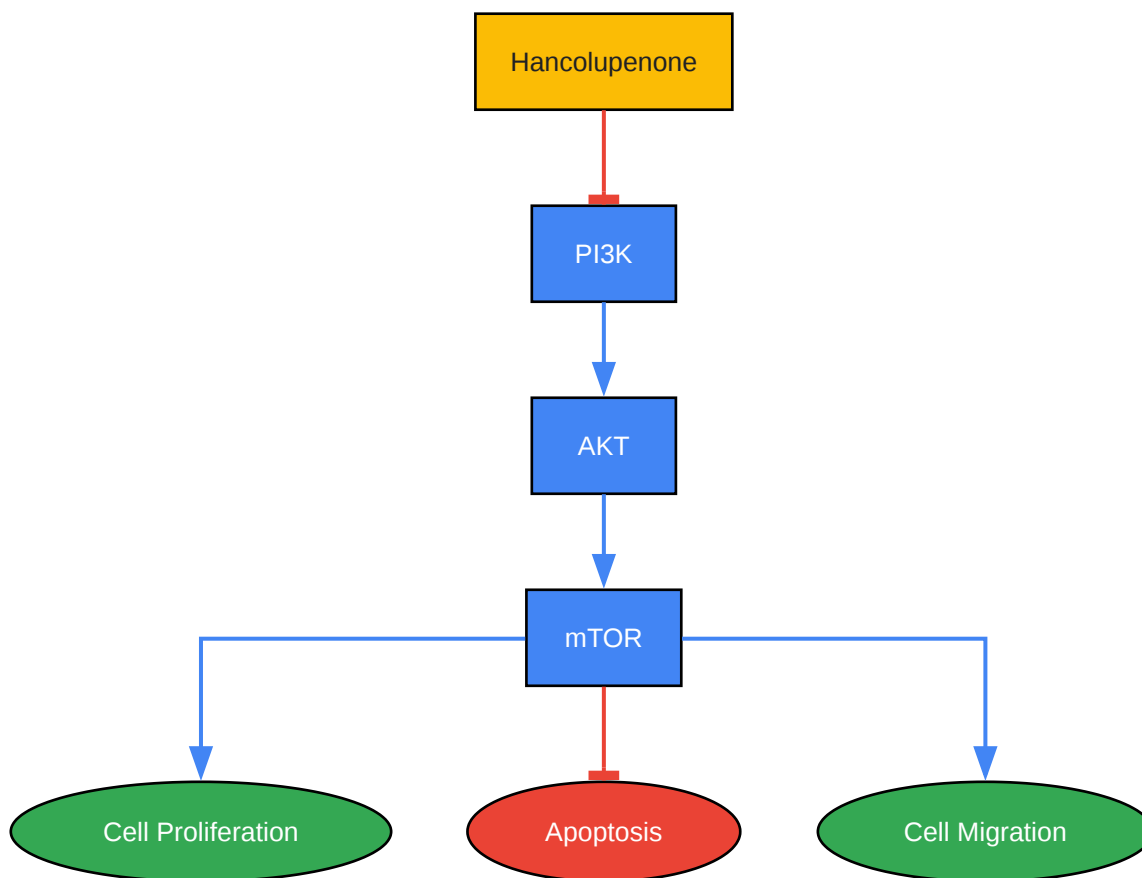 Hancolupenone
PI3K
AKT
mTOR
Cell Proliferation
Apoptosis
Cell Migration